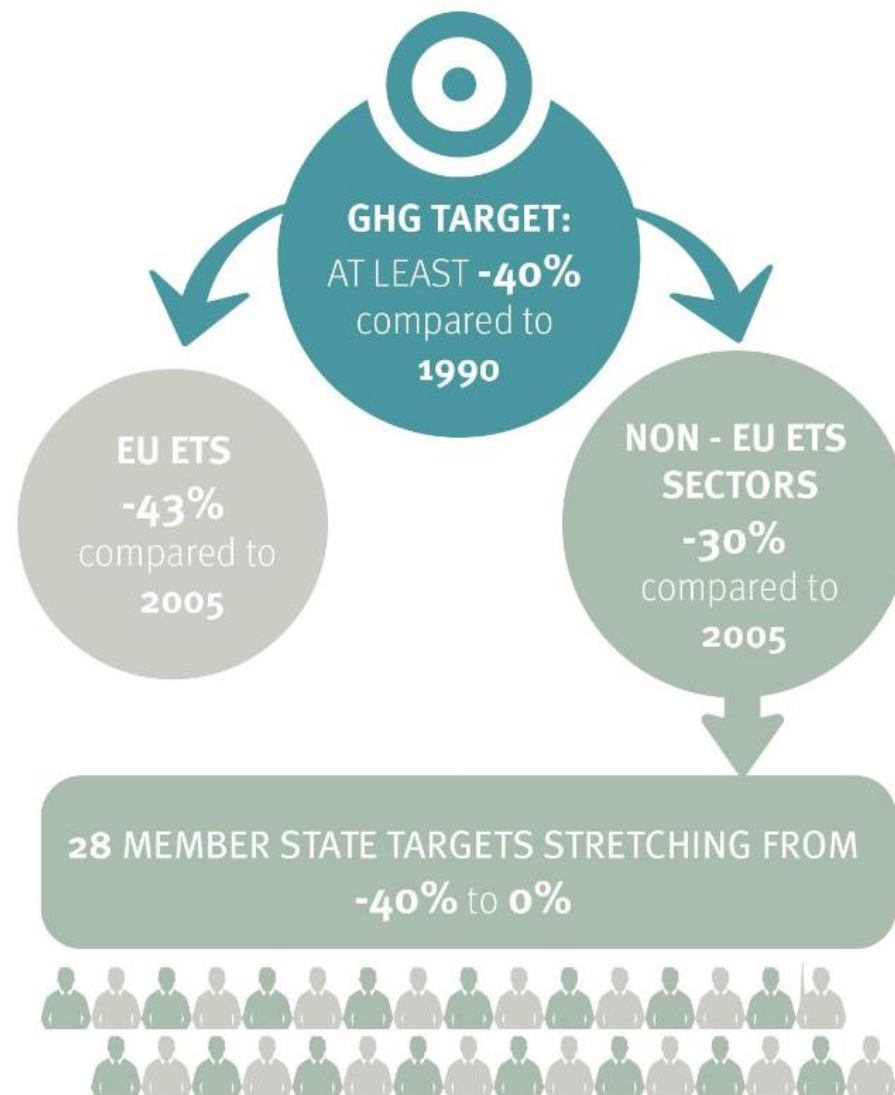 GHG TARGET:
AT LEAST -40%
compared to
1990
EU ETS
-43%
compared to
2005
NON - EU ETS
SECTORS
-30%
compared to
2005
28 MEMBER STATE TARGETS STRETCHING FROM
-40% to 0%